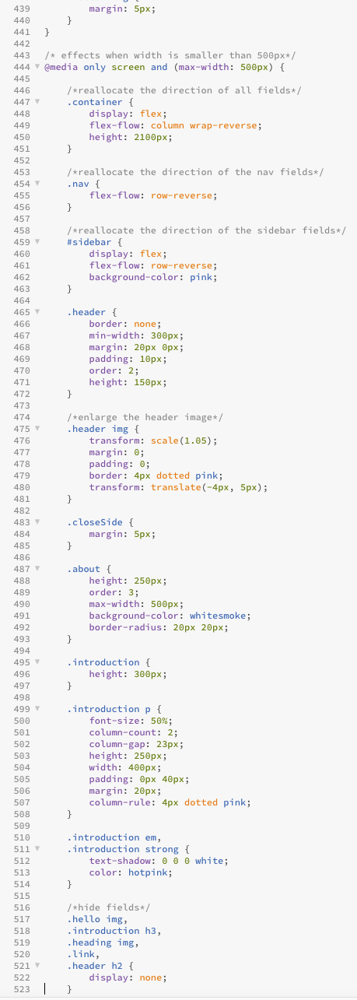 439 margin: 5px;
440 }
441 }
442
443 /* effects when width is smaller than 500px*/
444 @media only screen and (max-width: 500px) {
445
446 /*reallocate the direction of all fields*/
447 .container {
448 display: flex;
449 flex-flow: column wrap-reverse;
450 height: 2100px;
451 }
452
453 /*reallocate the direction of the nav fields*/
454 .nav {
455 flex-flow: row-reverse;
456 }
457
458 /*reallocate the direction of the sidebar fields*/
459 #sidebar {
460 display: flex;
461 flex-flow: row-reverse;
462 background-color: pink;
463 }
464
465 .header {
466 border: none;
467 min-width: 300px;
468 margin: 20px 0px;
469 padding: 10px;
470 order: 2;
471 height: 150px;
472 }
473
474 /*enlarge the header image*/
475 .header img {
476 transform: scale(1.05);
477 margin: 0;
478 padding: 0;
479 border: 4px dotted pink;
480 transform: translate(-4px, 5px);
481 }
482
483 .closeSide {
484 margin: 5px;
485 }
486
487 .about {
488 height: 250px;
489 order: 3;
490 max-width: 500px;
491 background-color: whitesmoke;
492 border-radius: 20px 20px;
493 }
494
495 .introduction {
496 height: 300px;
497 }
498
499 .introduction p {
500 font-size: 50%;
501 column-count: 2;
502 column-gap: 23px;
503 height: 250px;
504 width: 400px;
505 padding: 0px 40px;
506 margin: 20px;
507 column-rule: 4px dotted pink;
508 }
509
510 .introduction em,
511 .introduction strong {
512 text-shadow: 0 0 0 white;
513 color: hotpink;
514 }
515
516 /*hide fields*/
517 .hello img,
518 .introduction h3,
519 .heading img,
520 .link,
521 .header h2 {
522 display: none;
523 }